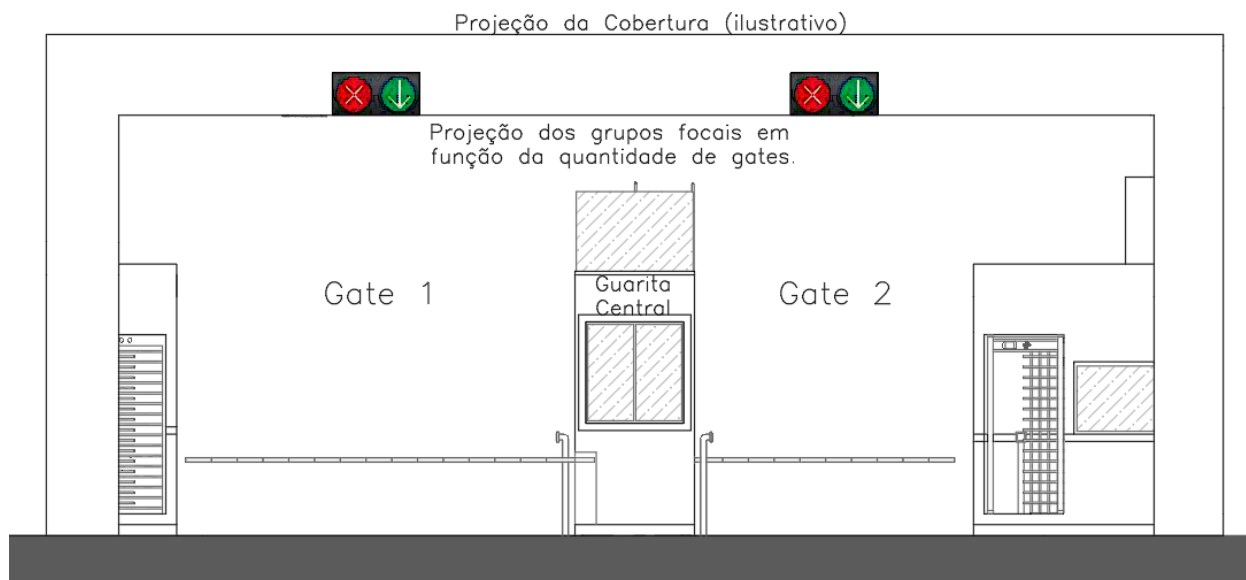 Projeção da Cobertura (ilustrativo)
Projeção dos grupos focais em
função da quantidade de gates.
Gate 1
Guarita
Central
Gate 2